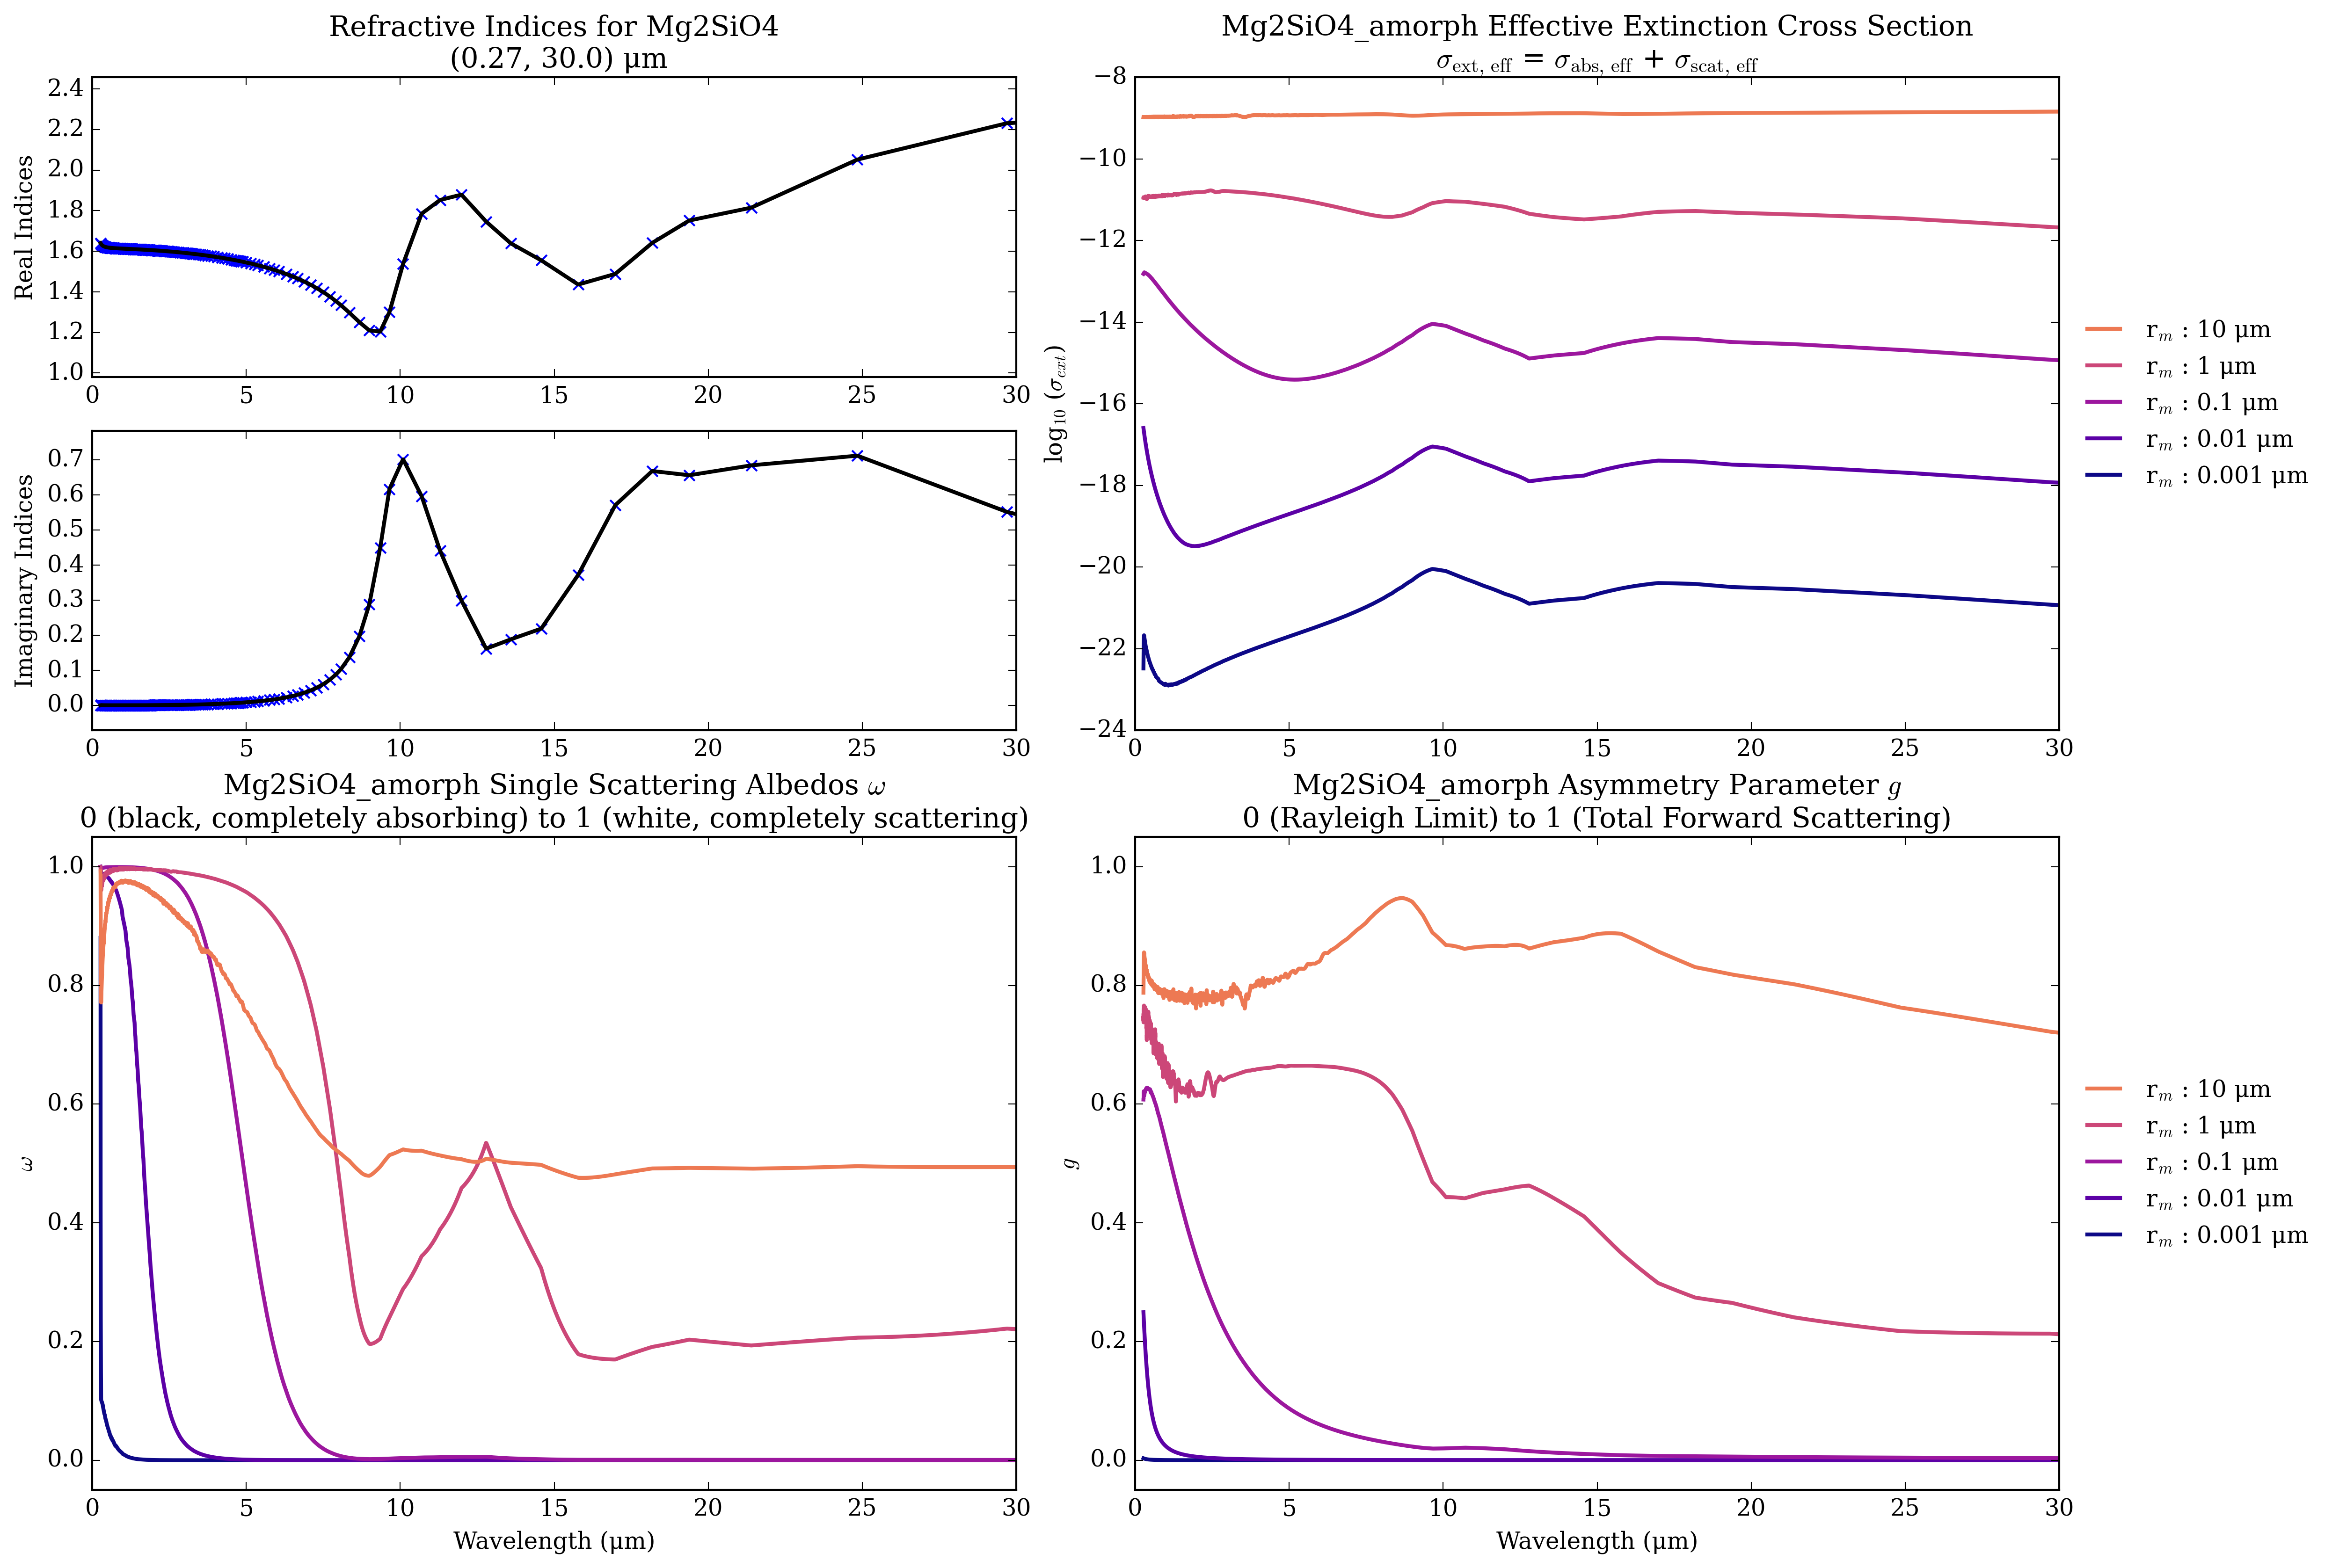 Refractive Indices for Mg2SiO4
(0.27, 30.0) μm
Real Indices
2.4
2.2
2.0
1.8
1.6
1.4
1.2
1.0
0 5 10 15 20 25 30
Imaginary Indices
0.7
0.6
0.5
0.4
0.3
0.2
0.1
0.0
0 5 10 15 20 25 30
Mg2SiO4_amorph Effective Extinction Cross Section
σext, eff = σabs, eff + σscat, eff
log10 (σext)
−8
−10
−12
−14
−16
−18
−20
−22
−24
0 5 10 15 20 25 30
rm : 10 μm
rm : 1 μm
rm : 0.1 μm
rm : 0.01 μm
rm : 0.001 μm
Mg2SiO4_amorph Single Scattering Albedos ω
0 (black, completely absorbing) to 1 (white, completely scattering)
ω
1.0
0.8
0.6
0.4
0.2
0.0
0 5 10 15 20 25 30
Wavelength (μm)
Mg2SiO4_amorph Asymmetry Parameter g
0 (Rayleigh Limit) to 1 (Total Forward Scattering)
g
1.0
0.8
0.6
0.4
0.2
0.0
0 5 10 15 20 25 30
Wavelength (μm)
rm : 10 μm
rm : 1 μm
rm : 0.1 μm
rm : 0.01 μm
rm : 0.001 μm